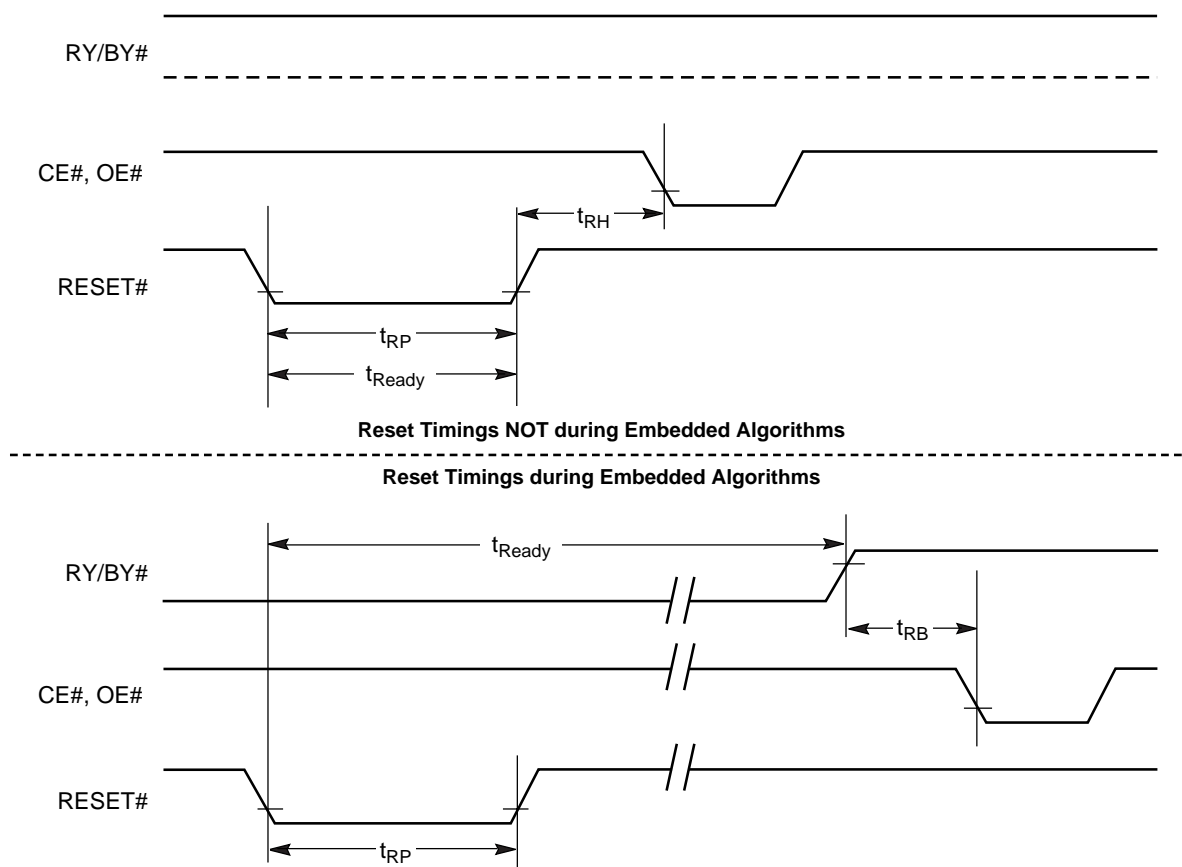 RY/BY#
CE#, OE#
tRH
RESET#
tRP
tReady
Reset Timings NOT during Embedded Algorithms
Reset Timings during Embedded Algorithms
tReady
RY/BY#
tRB
CE#, OE#
RESET#
tRP